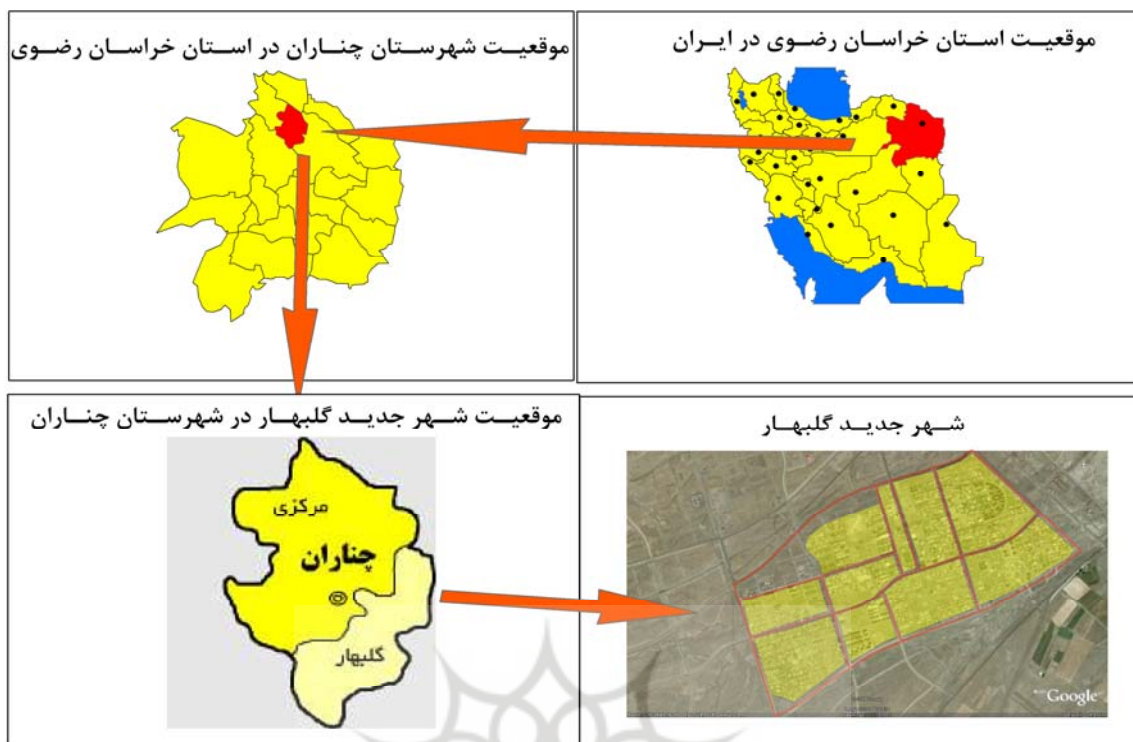 موقعیت استان خراسان رضوی در ایران
موقعیت شهرستان چناران در استان خراسان رضوی
موقعیت شهر جدید گلبهار در شهرستان چناران
مرکزی
چناران
گلبهار
شهر جدید گلبهار
Google